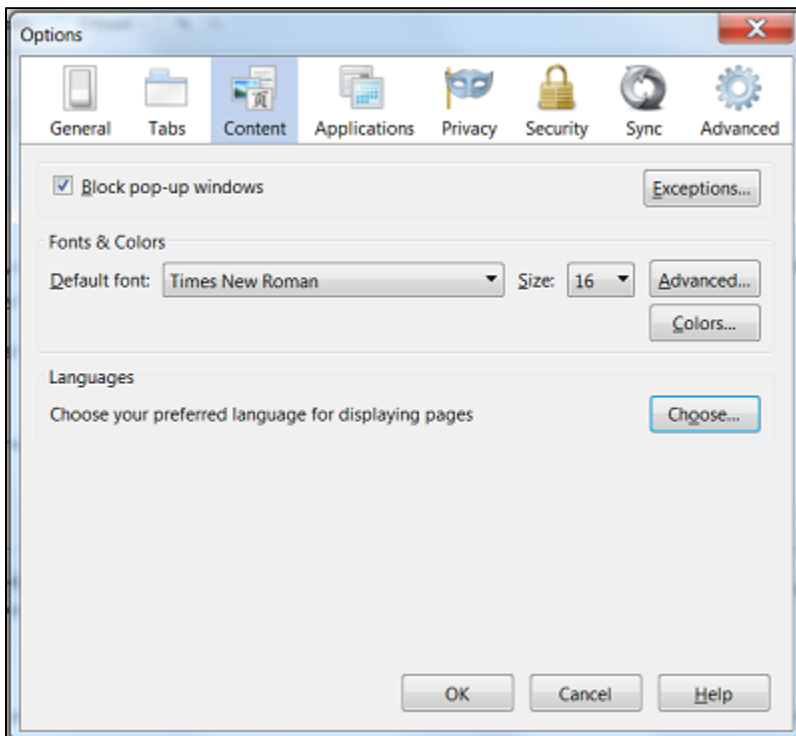 Options
General Tabs Content Applications Privacy Security Sync Advanced
Block pop-up windows Exceptions...
Fonts & Colors
Default font: Times New Roman Size: 16 Advanced...
Colors...
Languages
Choose your preferred language for displaying pages Choose...
OK Cancel Help